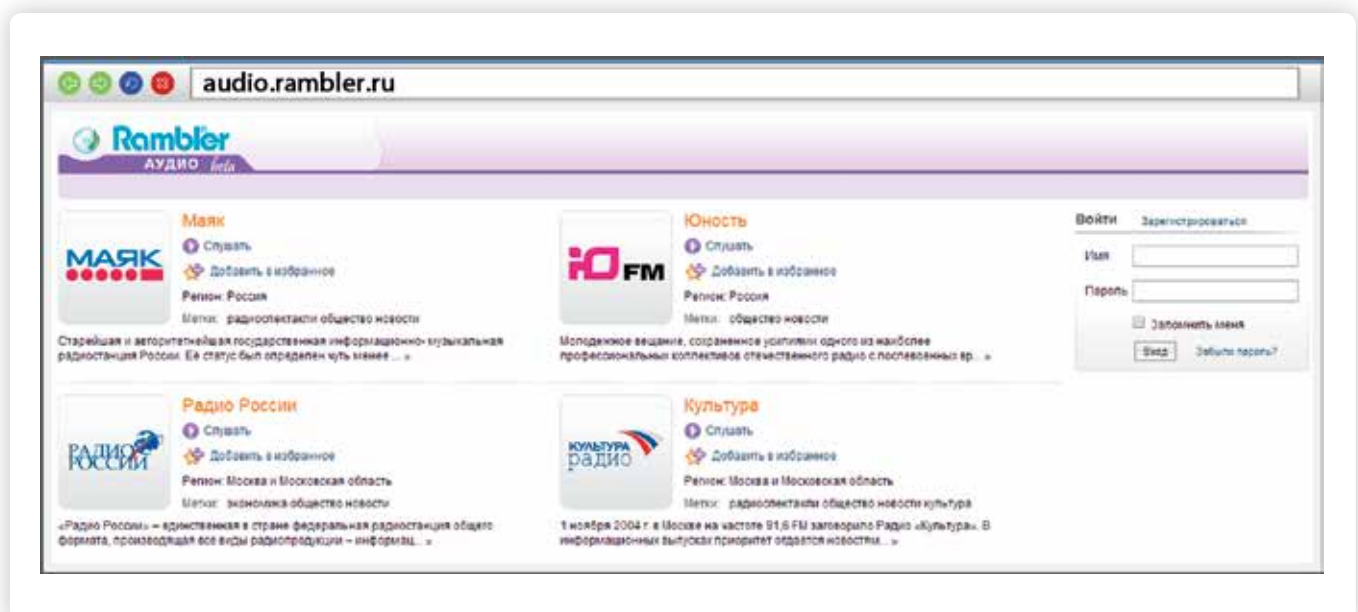 audio.rambler.ru
Rambler
АУДИО beta
Маяк
Слушать
Добавить в избранное
Регион: Россия
Метки: радиоспектакли общество новости
МАЯК
Старейшая и авторитетнейшая государственная информационно-музыкальная
радиостанция России. Её статус был определен чуть менее ... »
Юность
Слушать
Добавить в избранное
Регион: Россия
Метки: общество новости
Ю FM
Молодежное вещание, сохраненное усилиями одного из наиболее
профессиональных коллективов отечественного радио с послевоенных вр... »
Радио России
Слушать
Добавить в избранное
Регион: Москва и Московская область
Метки: экономика общество новости
РАДИО
РОССИИ
«Радио России» – единственная в стране федеральная радиостанция общего
формата, производящая все виды радиопродукции – информац... »
Культура
Слушать
Добавить в избранное
Регион: Москва и Московская область
Метки: радиоспектакли общество новости культура
КУЛЬТУРА
радио
1 ноября 2004 г. в Москве на частоте 91,6 FM заговорило Радио «Культура». В
информационных выпусках приоритет отдается новостям... »
Войти Зарегистрироваться
Имя
Пароль
Запомнить меня
Вход Забыли пароль?